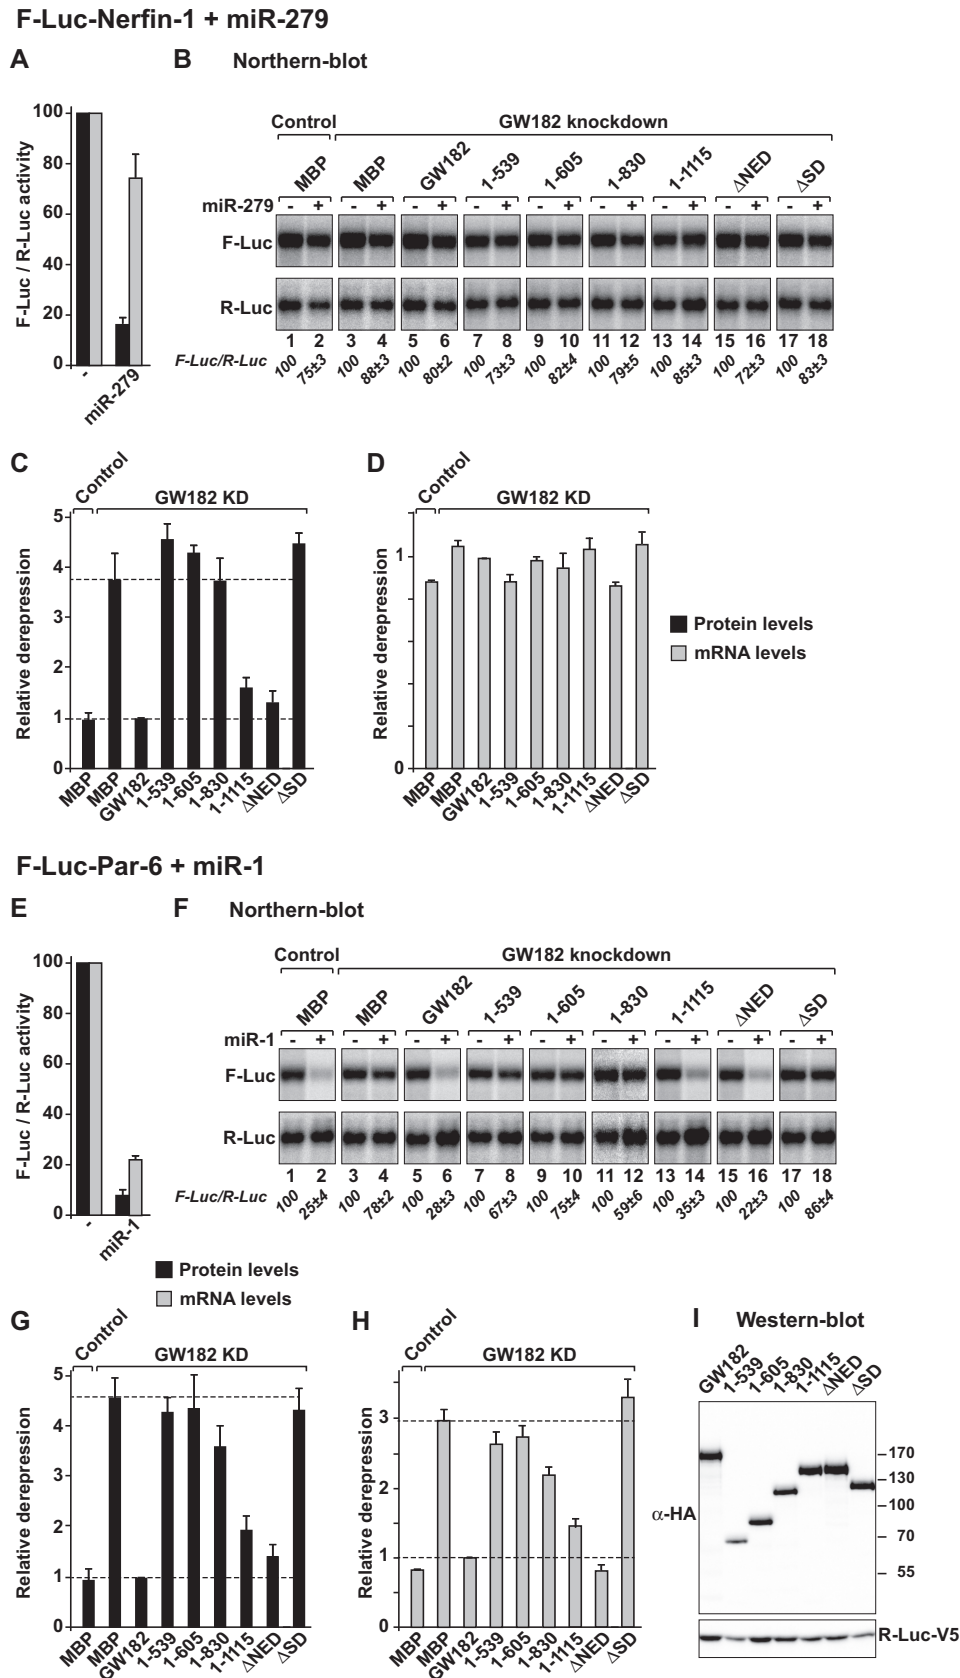 F-Luc-Nerfin-1 + miR-279
A
B Northern-blot
F-Luc / R-Luc activity
100
80
60
40
20
0
-
miR-279
Control
GW182 knockdown
MBP MBP GW182 1-539 1-605 1-830 1-1115 ΔNED ΔSD
miR-279 - + - + - + - + - + - + - + - + - +
F-Luc
R-Luc
1 2 3 4 5 6 7 8 9 10 11 12 13 14 15 16 17 18
F-Luc/R-Luc 100 75±3 100 88±3 100 80±2 100 73±3 100 82±4 100 79±5 100 85±3 100 72±3 100 83±3
C
Control
GW182 KD
Relative derepression
5
4
3
2
1
0
MBP MBP GW182 1-539 1-605 1-830 1-1115 ΔNED ΔSD
D
Control
GW182 KD
Relative derepression
1
0
MBP MBP GW182 1-539 1-605 1-830 1-1115 ΔNED ΔSD
Protein levels
mRNA levels
F-Luc-Par-6 + miR-1
E
F Northern-blot
F-Luc / R-Luc activity
100
80
60
40
20
0
-
miR-1
Control
GW182 knockdown
MBP MBP GW182 1-539 1-605 1-830 1-1115 ΔNED ΔSD
miR-1 - + - + - + - + - + - + - + - + - +
F-Luc
R-Luc
1 2 3 4 5 6 7 8 9 10 11 12 13 14 15 16 17 18
F-Luc/R-Luc 100 25±4 100 78±2 100 28±3 100 67±3 100 75±4 100 59±6 100 35±3 100 22±3 100 86±4
Protein levels
mRNA levels
G
Control
GW182 KD
Relative derepression
5
4
3
2
1
0
MBP MBP GW182 1-539 1-605 1-830 1-1115 ΔNED ΔSD
H
Control
GW182 KD
Relative derepression
3
2
1
0
MBP MBP GW182 1-539 1-605 1-830 1-1115 ΔNED ΔSD
I Western-blot
GW182 1-539 1-605 1-830 1-1115 ΔNED ΔSD
α-HA
170
130
100
70
55
R-Luc-V5